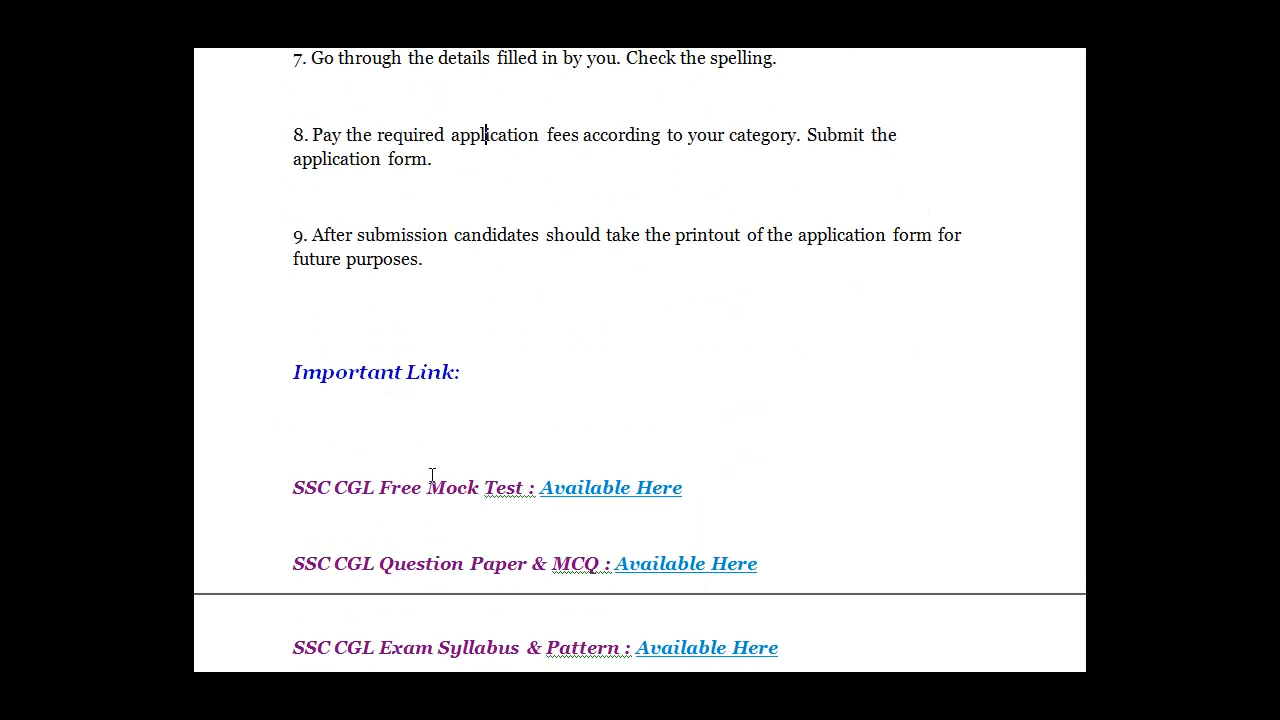 7. Go through the details filled in by you. Check the spelling.
8. Pay the required application fees according to your category. Submit the
application form.
9. After submission candidates should take the printout of the application form for
future purposes.
Important Link:
SSC CGL Free Mock Test : Available Here
SSC CGL Question Paper & MCQ : Available Here
SSC CGL Exam Syllabus & Pattern : Available Here